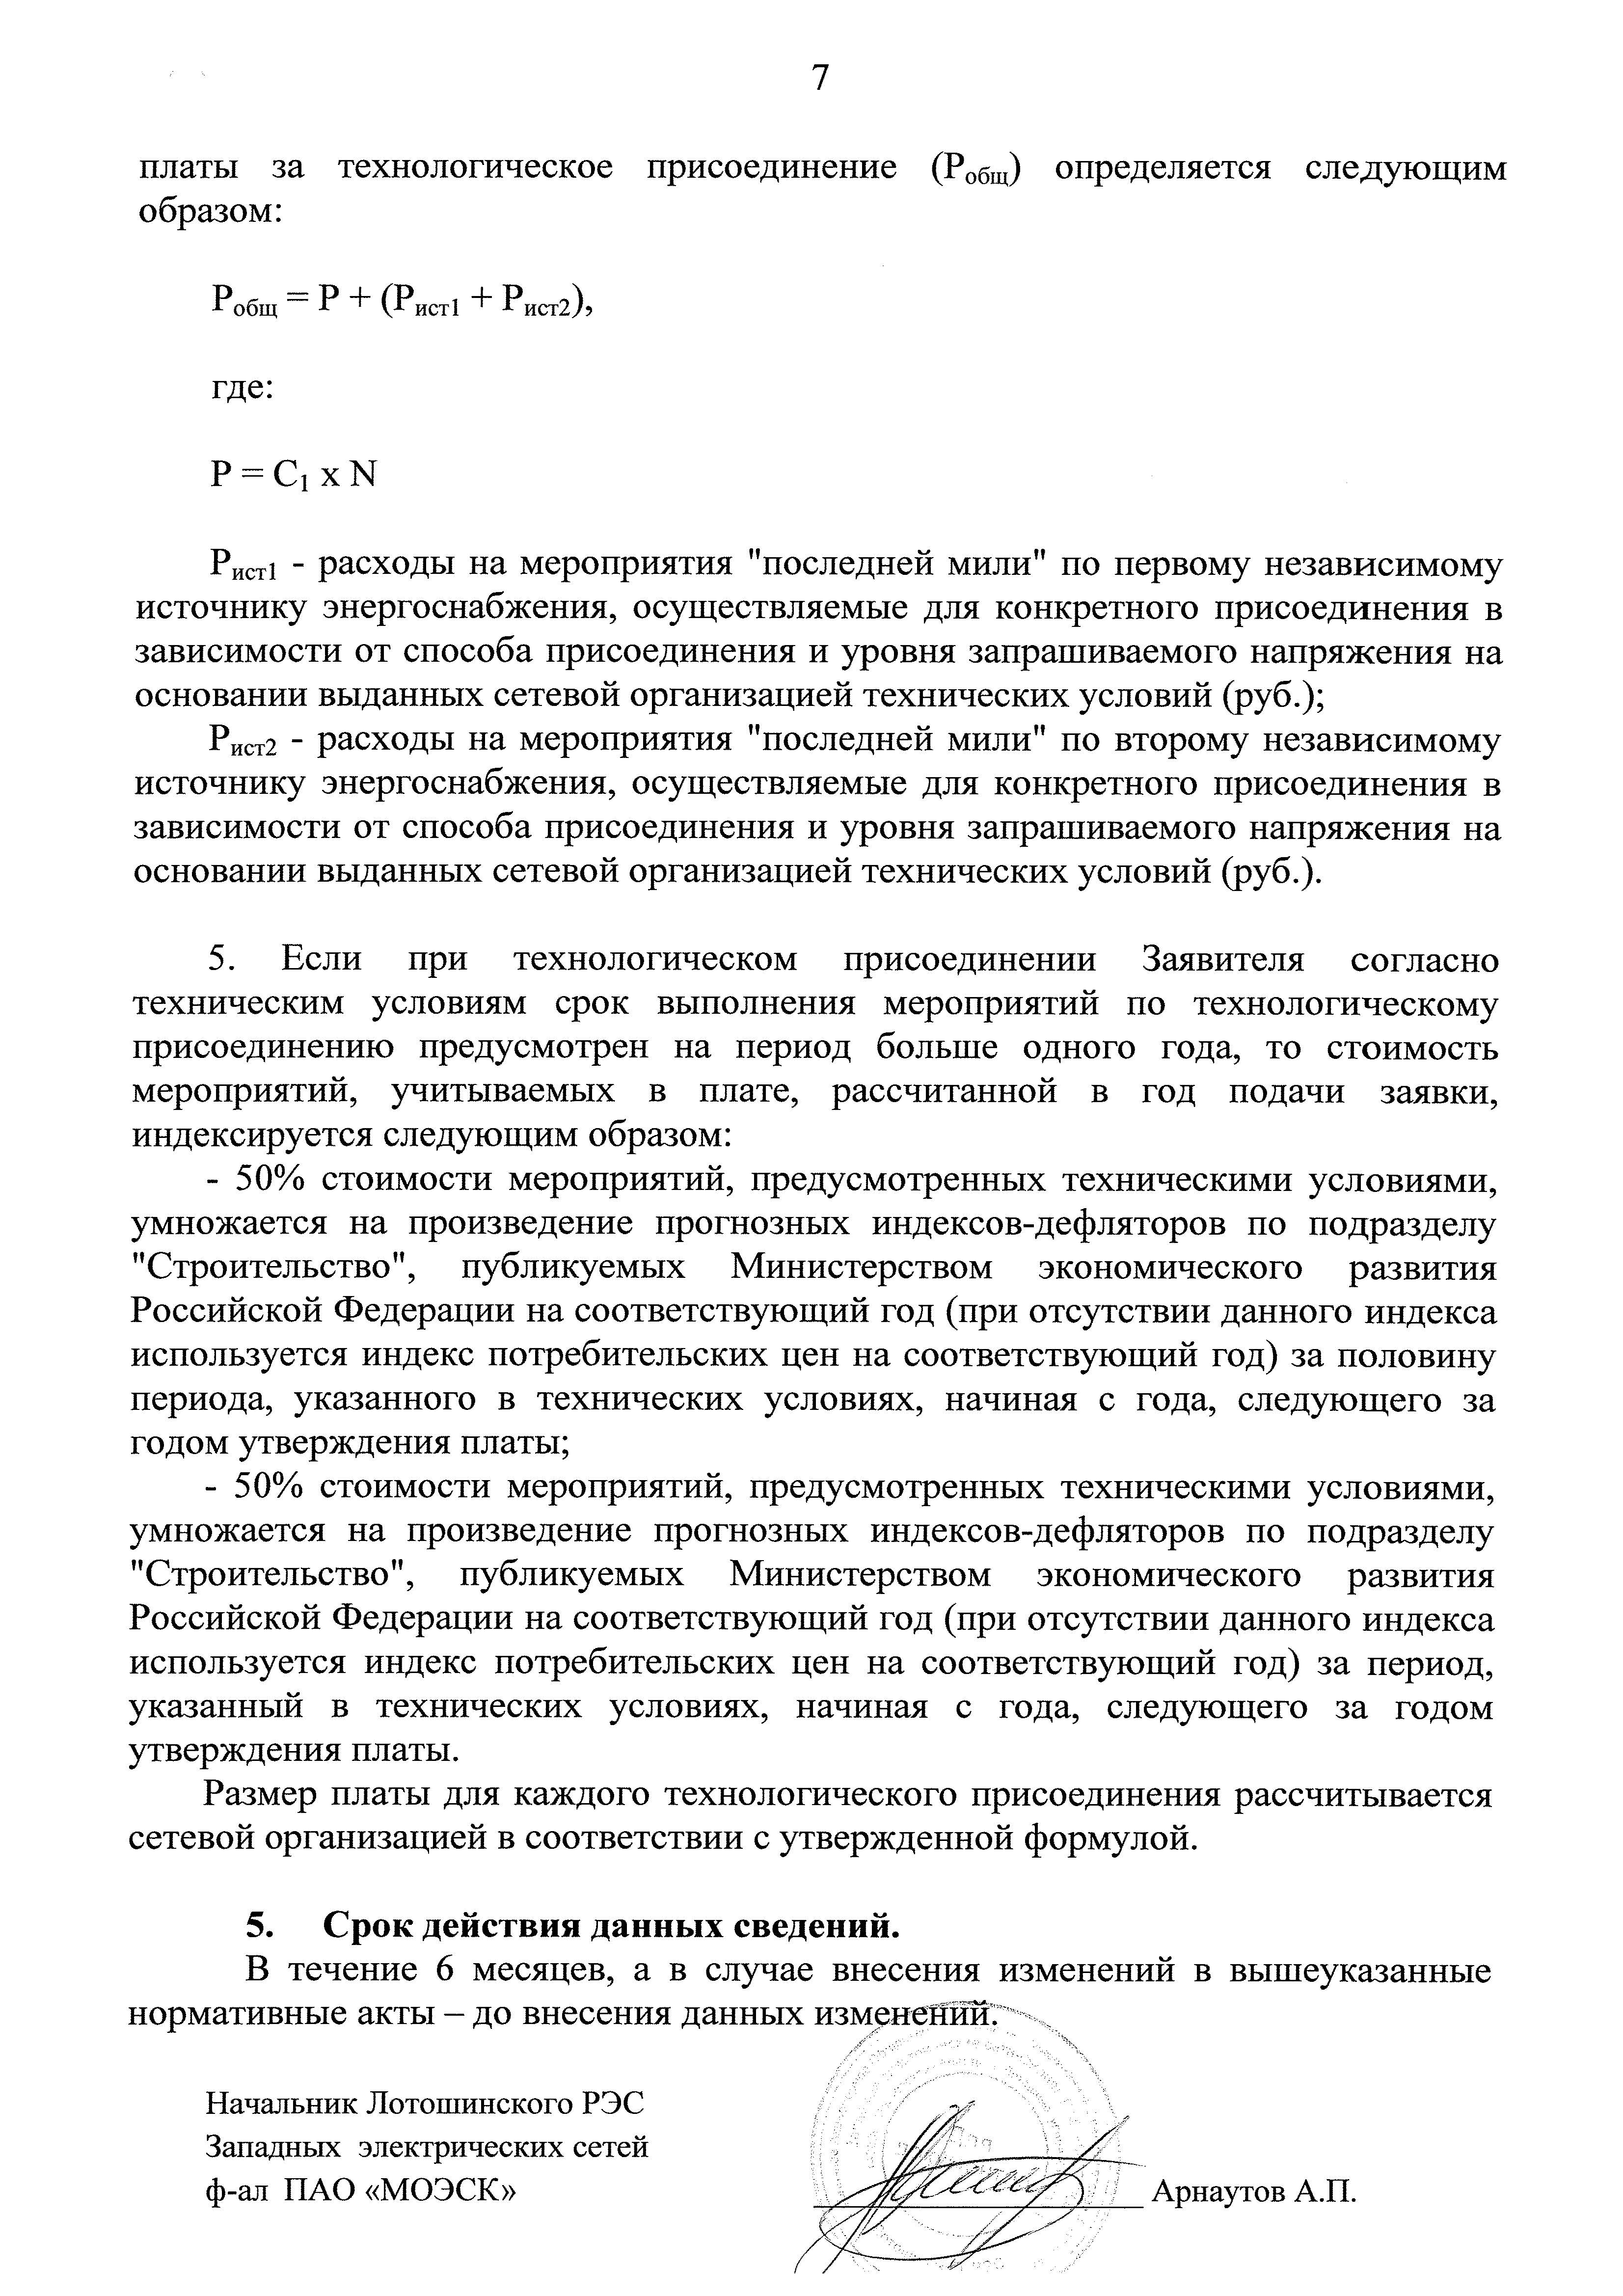 7
платы за технологическое присоединение (Робщ) определяется следующим
образом:
Робщ = Р + (Рист1 + Рист2),
где:
Р = С1 х N
Рист1 - расходы на мероприятия "последней мили" по первому независимому
источнику энергоснабжения, осуществляемые для конкретного присоединения в
зависимости от способа присоединения и уровня запрашиваемого напряжения на
основании выданных сетевой организацией технических условий (руб.);
Рист2 - расходы на мероприятия "последней мили" по второму независимому
источнику энергоснабжения, осуществляемые для конкретного присоединения в
зависимости от способа присоединения и уровня запрашиваемого напряжения на
основании выданных сетевой организацией технических условий (руб.).
5. Если при технологическом присоединении Заявителя согласно
техническим условиям срок выполнения мероприятий по технологическому
присоединению предусмотрен на период больше одного года, то стоимость
мероприятий, учитываемых в плате, рассчитанной в год подачи заявки,
индексируется следующим образом:
- 50% стоимости мероприятий, предусмотренных техническими условиями,
умножается на произведение прогнозных индексов-дефляторов по подразделу
"Строительство", публикуемых Министерством экономического развития
Российской Федерации на соответствующий год (при отсутствии данного индекса
используется индекс потребительских цен на соответствующий год) за половину
периода, указанного в технических условиях, начиная с года, следующего за
годом утверждения платы;
- 50% стоимости мероприятий, предусмотренных техническими условиями,
умножается на произведение прогнозных индексов-дефляторов по подразделу
"Строительство", публикуемых Министерством экономического развития
Российской Федерации на соответствующий год (при отсутствии данного индекса
используется индекс потребительских цен на соответствующий год) за период,
указанный в технических условиях, начиная с года, следующего за годом
утверждения платы.
Размер платы для каждого технологического присоединения рассчитывается
сетевой организацией в соответствии с утвержденной формулой.
5. Срок действия данных сведений.
В течение 6 месяцев, а в случае внесения изменений в вышеуказанные
нормативные акты – до внесения данных изменений.
Начальник Лотошинского РЭС
Западных электрических сетей
ф-ал ПАО «МОЭСК»
Арнаутов А.П.